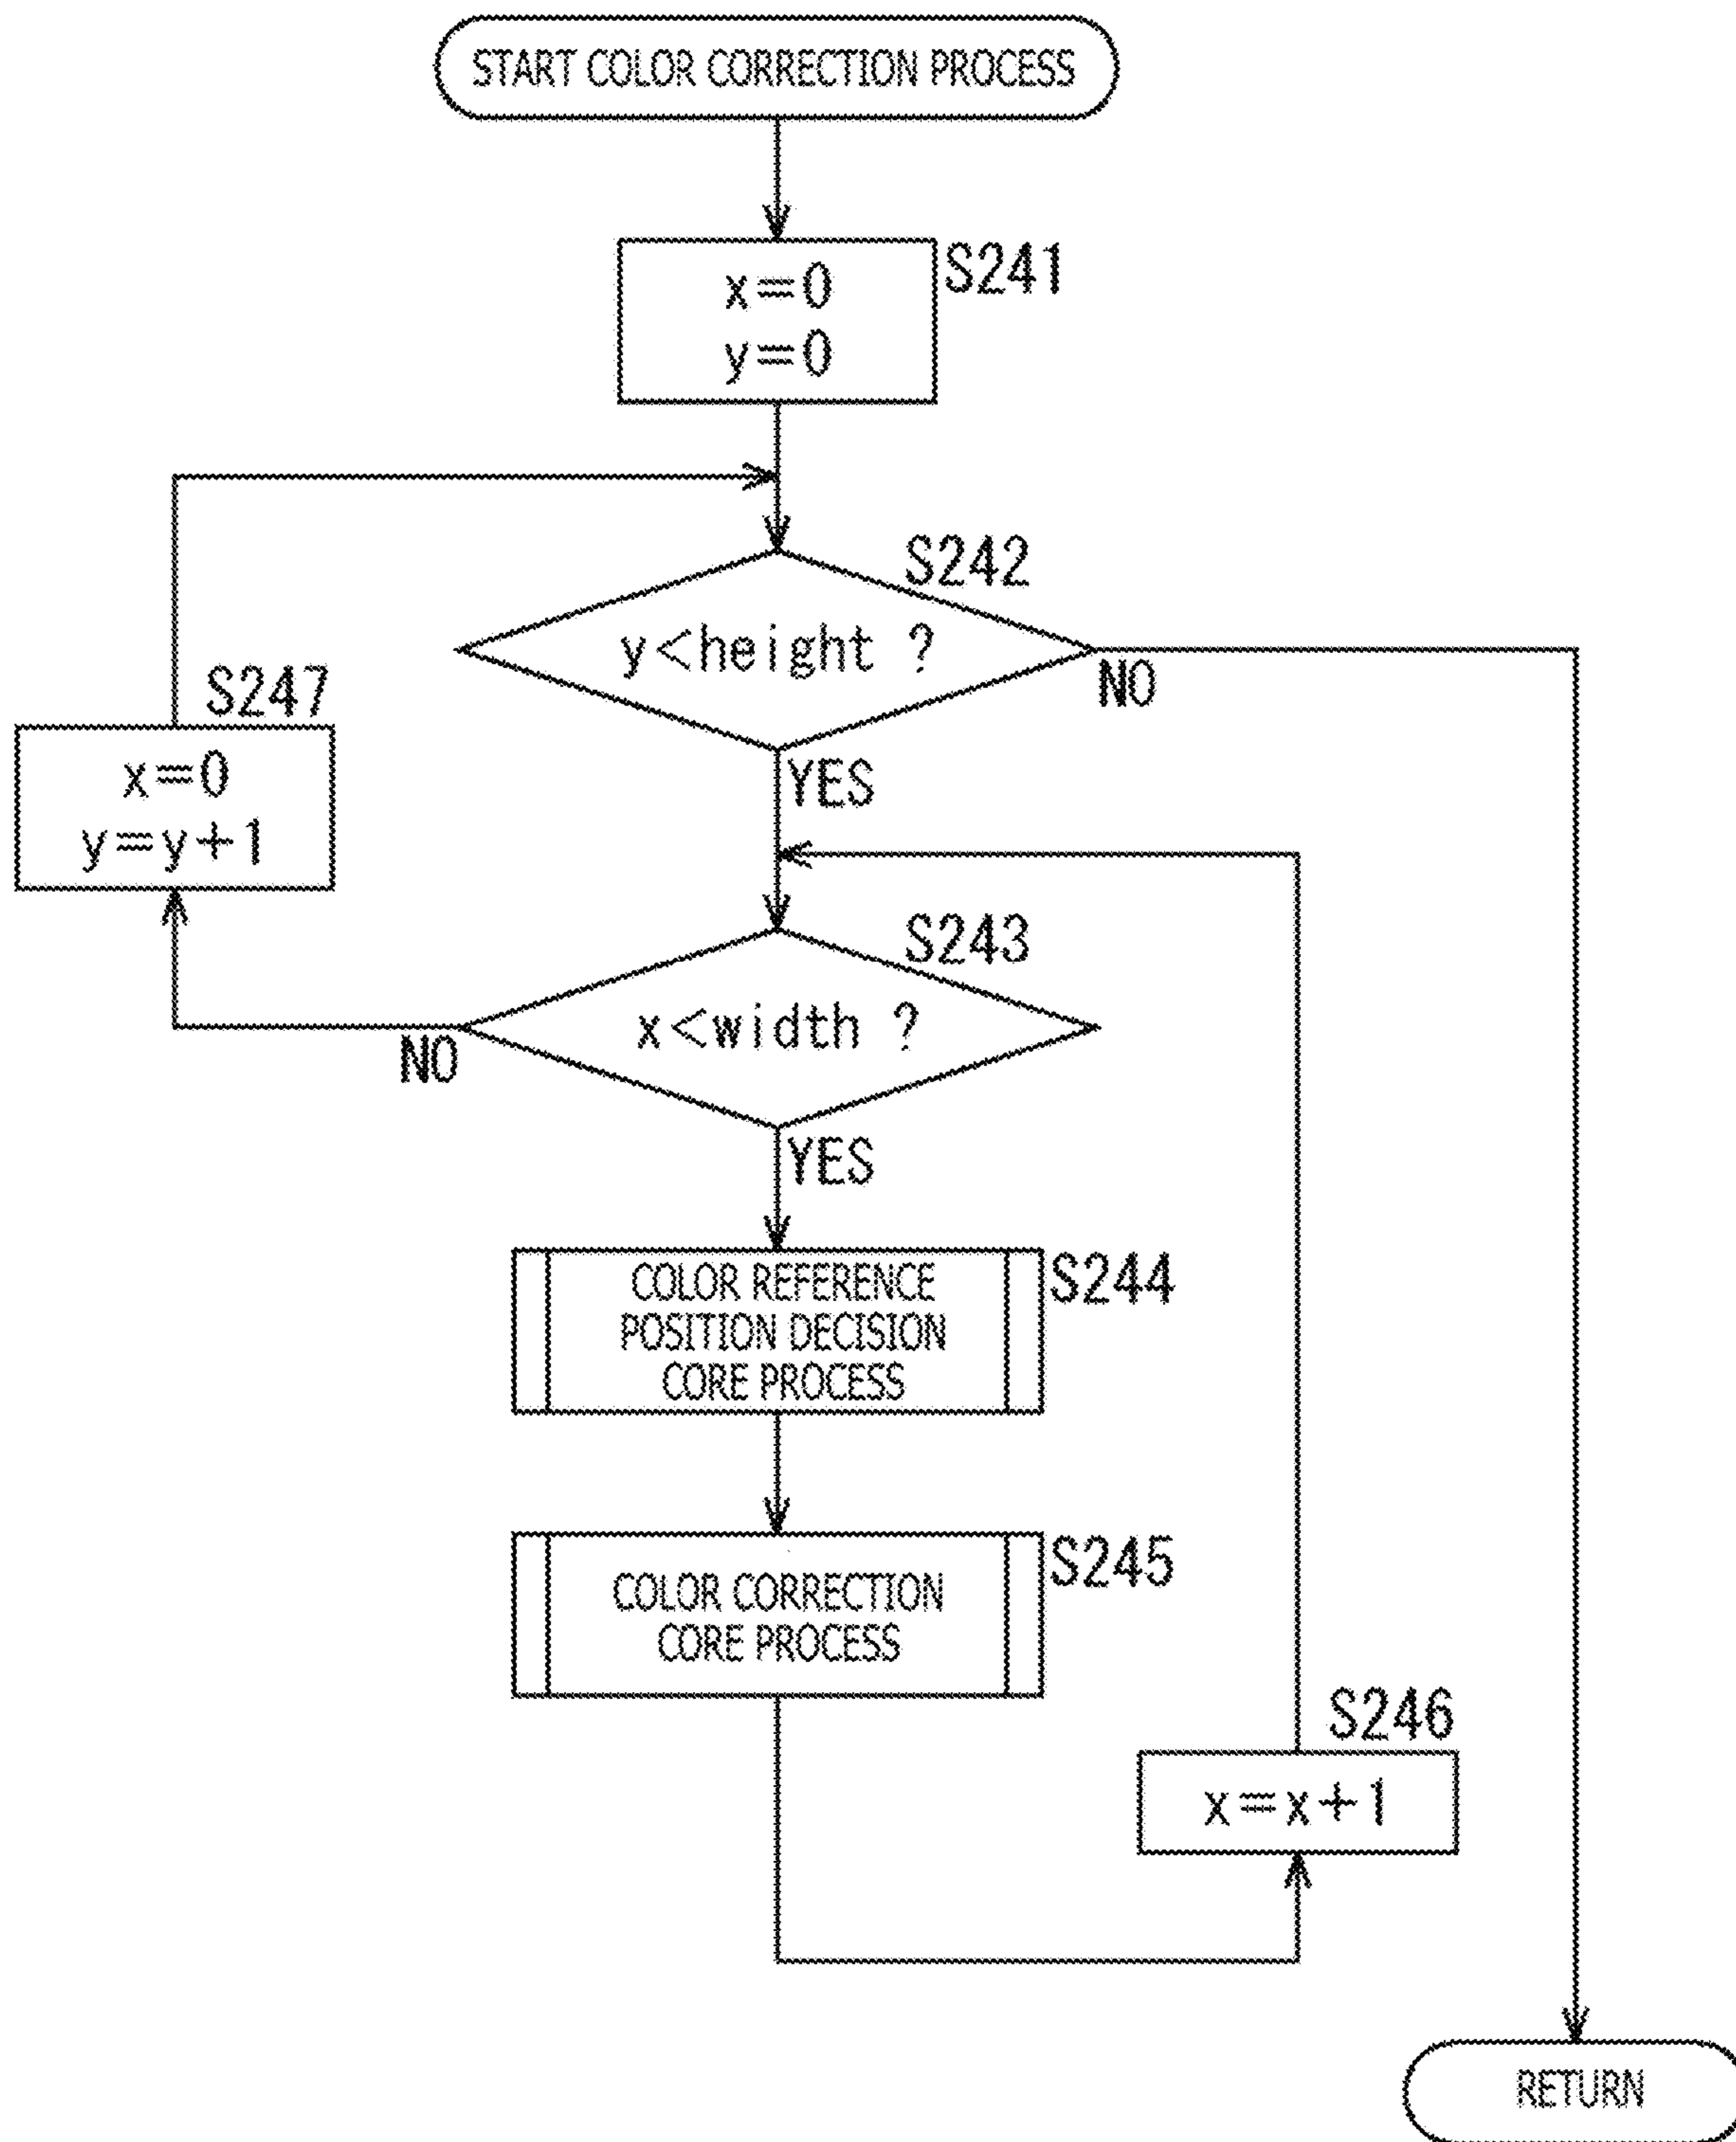 START COLOR CORRECTION PROCESS
S241
x=0
y=0
S242
y<height ?
NO
YES
S247
x=0
y=y+1
S243
x<width ?
NO
YES
S244
COLOR REFERENCE
POSITION DECISION
CORE PROCESS
S245
COLOR CORRECTION
CORE PROCESS
S246
x=x+1
RETURN